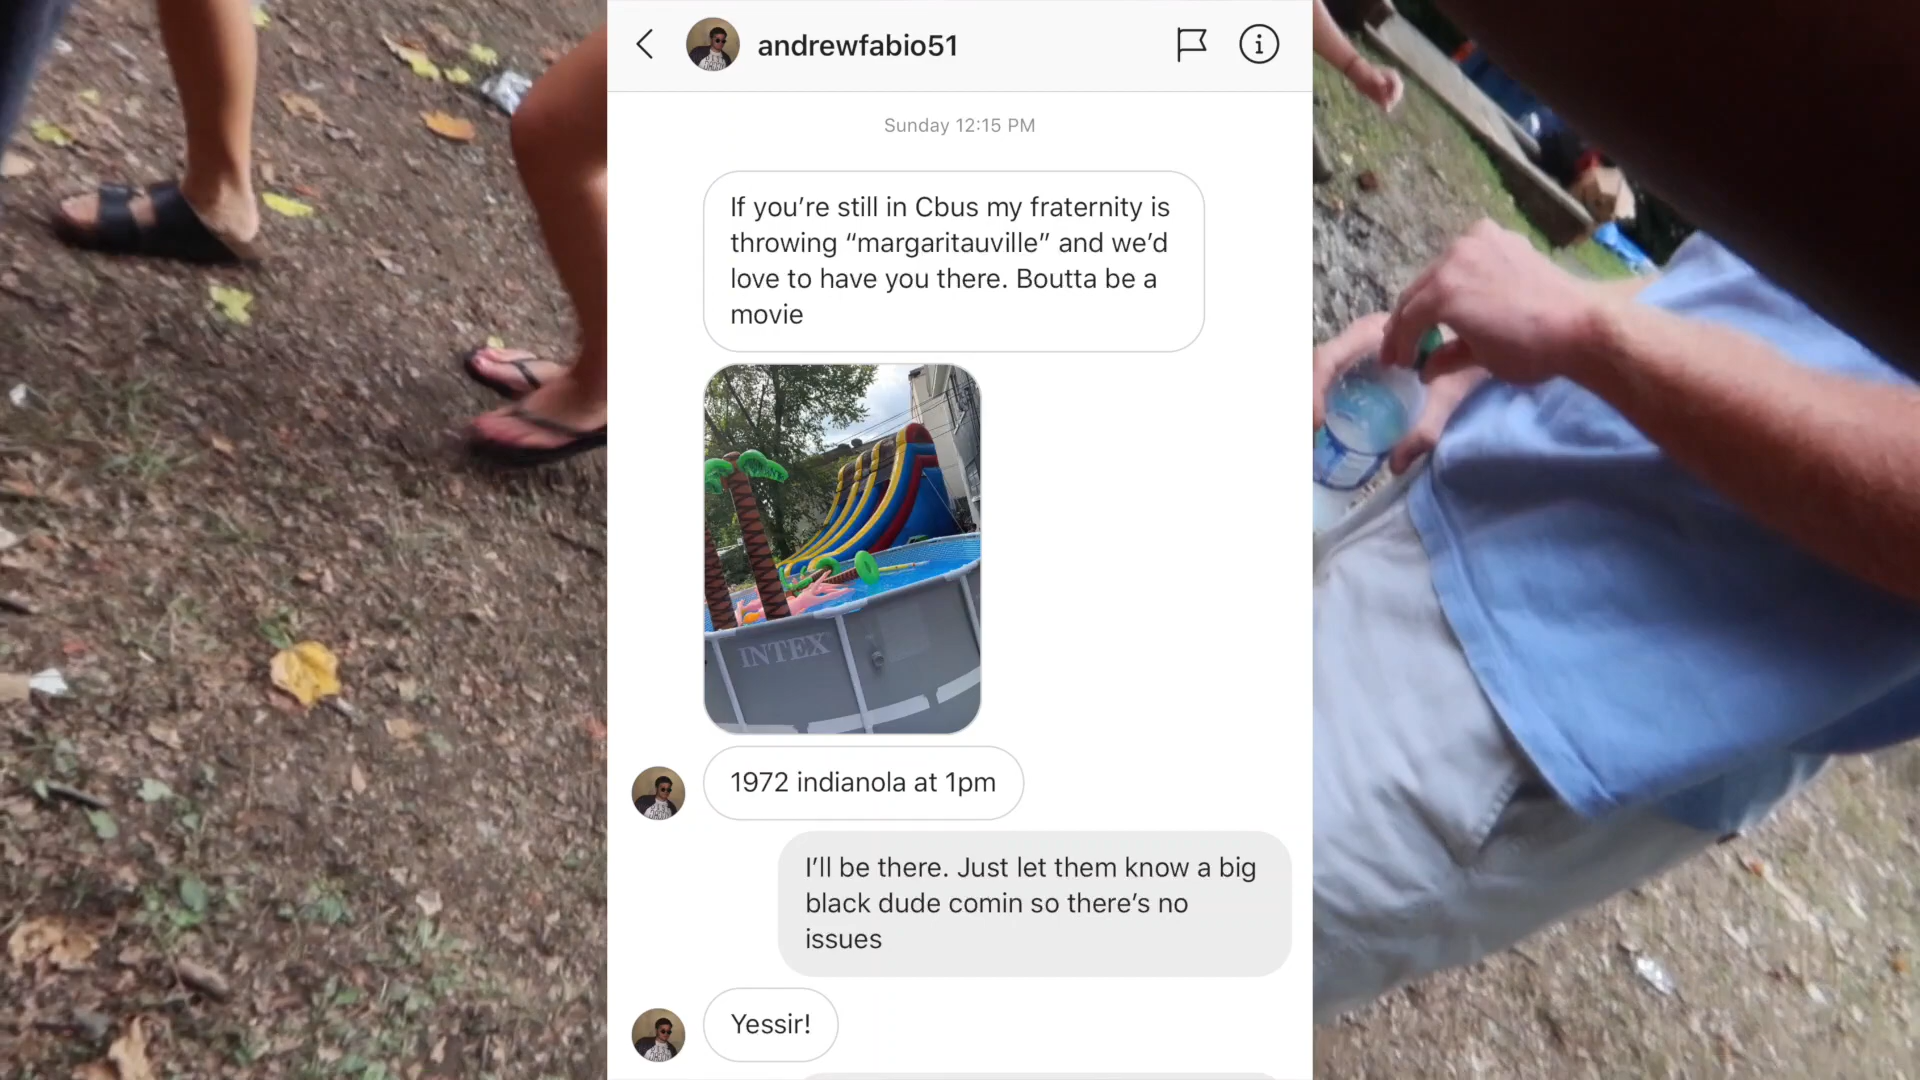 andrewfabio51
Sunday 12:15 PM
If you’re still in Cbus my fraternity is
throwing “margaritauville” and we’d
love to have you there. Boutta be a
movie
INTEX
1972 indianola at 1pm
I’ll be there. Just let them know a big
black dude comin so there’s no
issues
Yessir!